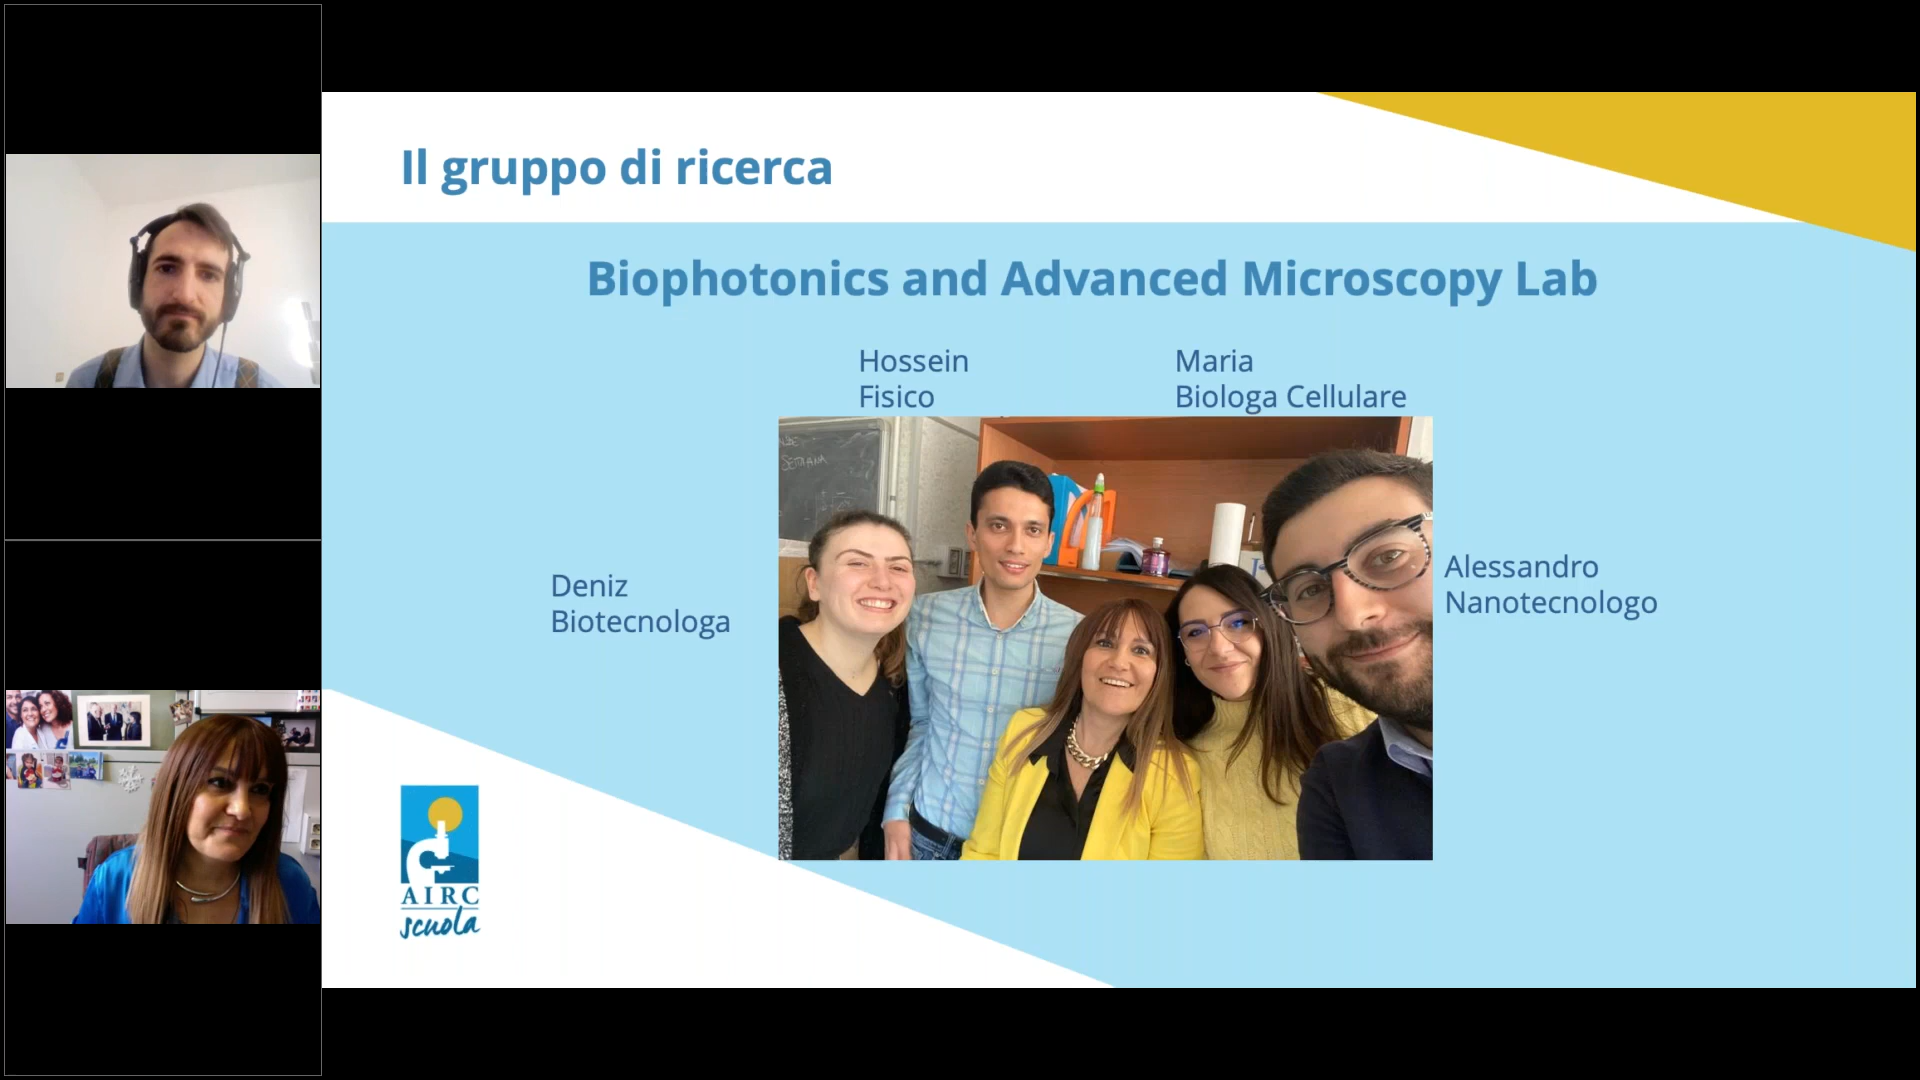 Il gruppo di ricerca
Biophotonics and Advanced Microscopy Lab
Hossein
Fisico
Maria
Biologa Cellulare
Deniz
Biotecnologa
Alessandro
Nanotecnologo
AIRC
scuola